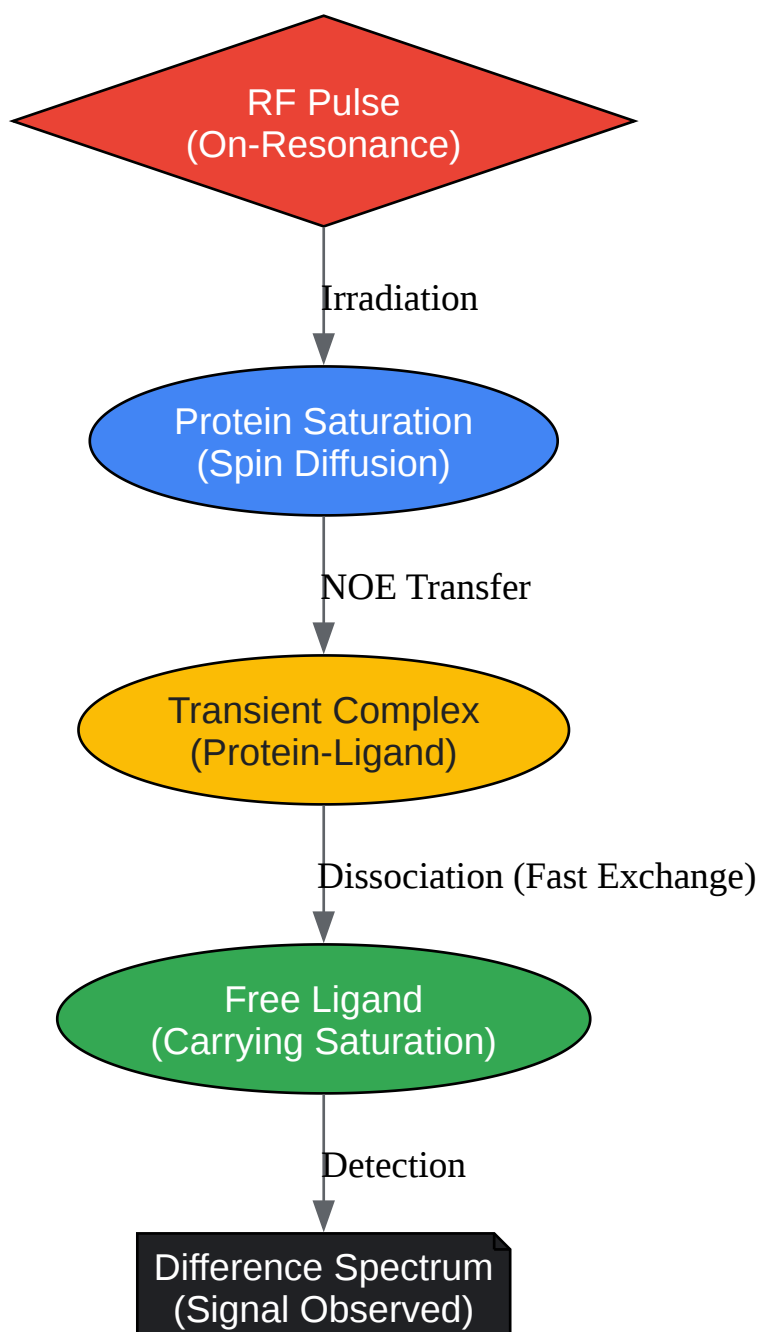 RF Pulse
(On-Resonance)
Irradiation
Protein Saturation
(Spin Diffusion)
NOE Transfer
Transient Complex
(Protein-Ligand)
Dissociation (Fast Exchange)
Free Ligand
(Carrying Saturation)
Detection
Difference Spectrum
(Signal Observed)